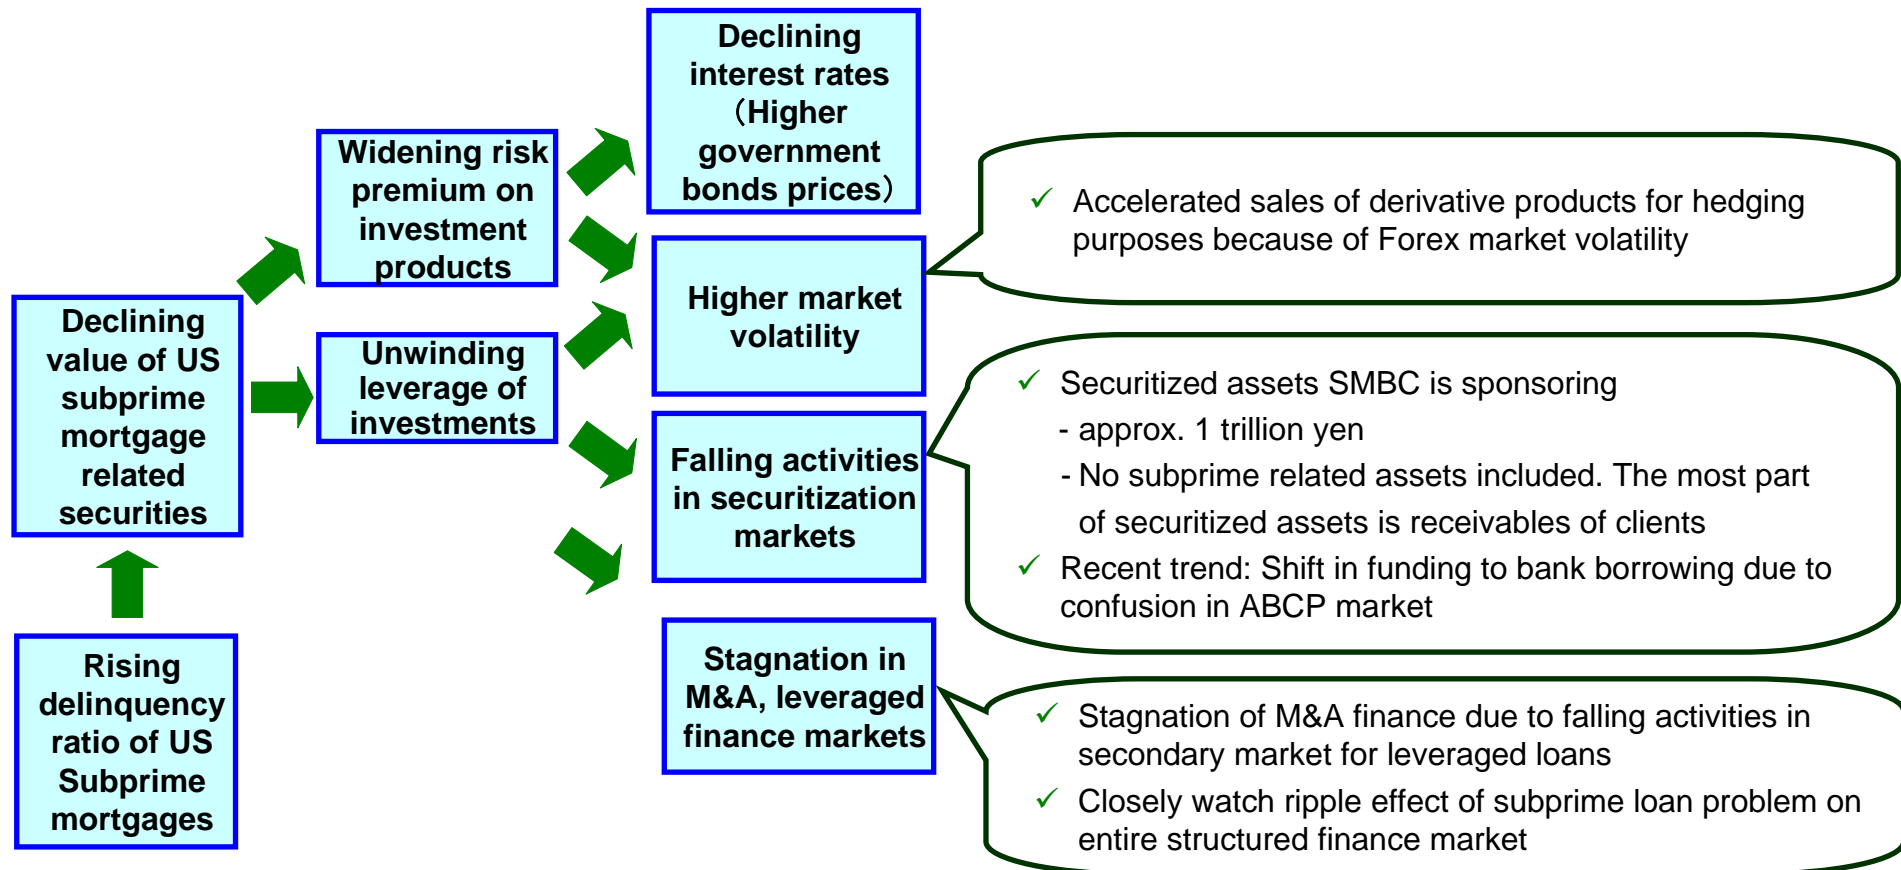 Declining
interest rates
（Higher
government
bonds prices）
Widening risk
premium on
investment
products
Higher market
volatility
Declining
value of US
subprime
mortgage
related
securities
Unwinding
leverage of
investments
Falling activities
in securitization
markets
Rising
delinquency
ratio of US
Subprime
mortgages
Stagnation in
M&A, leveraged
finance markets
✓ Accelerated sales of derivative products for hedging
purposes because of Forex market volatility
✓ Securitized assets SMBC is sponsoring
- approx. 1 trillion yen
- No subprime related assets included. The most part
of securitized assets is receivables of clients
✓ Recent trend: Shift in funding to bank borrowing due to
confusion in ABCP market
✓ Stagnation of M&A finance due to falling activities in
secondary market for leveraged loans
✓ Closely watch ripple effect of subprime loan problem on
entire structured finance market